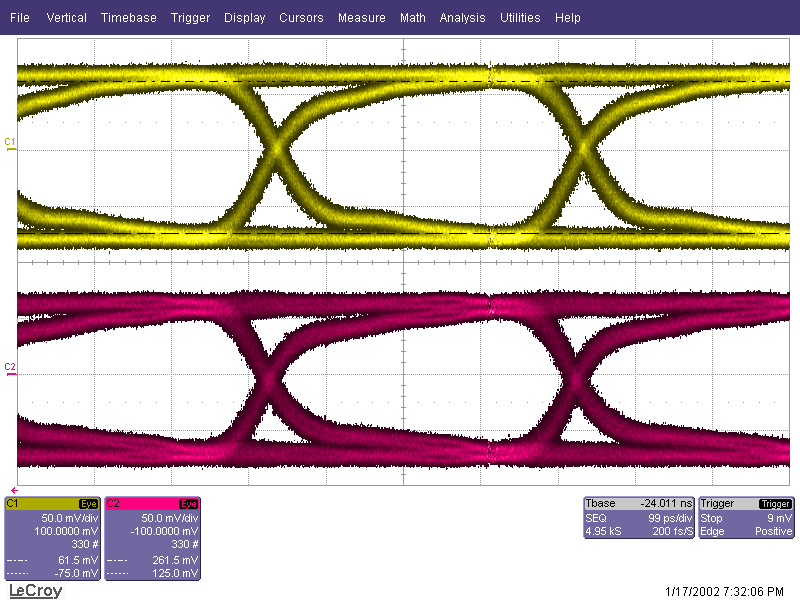 File Vertical Timebase Trigger Display Cursors Measure Math Analysis Utilities Help
C1
C2
C1 Eye
50.0 mV/div
100.0000 mV
330 #
61.5 mV
-75.0 mV
C2 Eye
50.0 mV/div
-100.0000 mV
330 #
261.5 mV
125.0 mV
Tbase -24.011 ns
SEQ 99 ps/div
4.95 kS 200 fs/S
Trigger Trigger
Stop 9 mV
Edge Positive
LeCroy
1/17/2002 7:32:06 PM